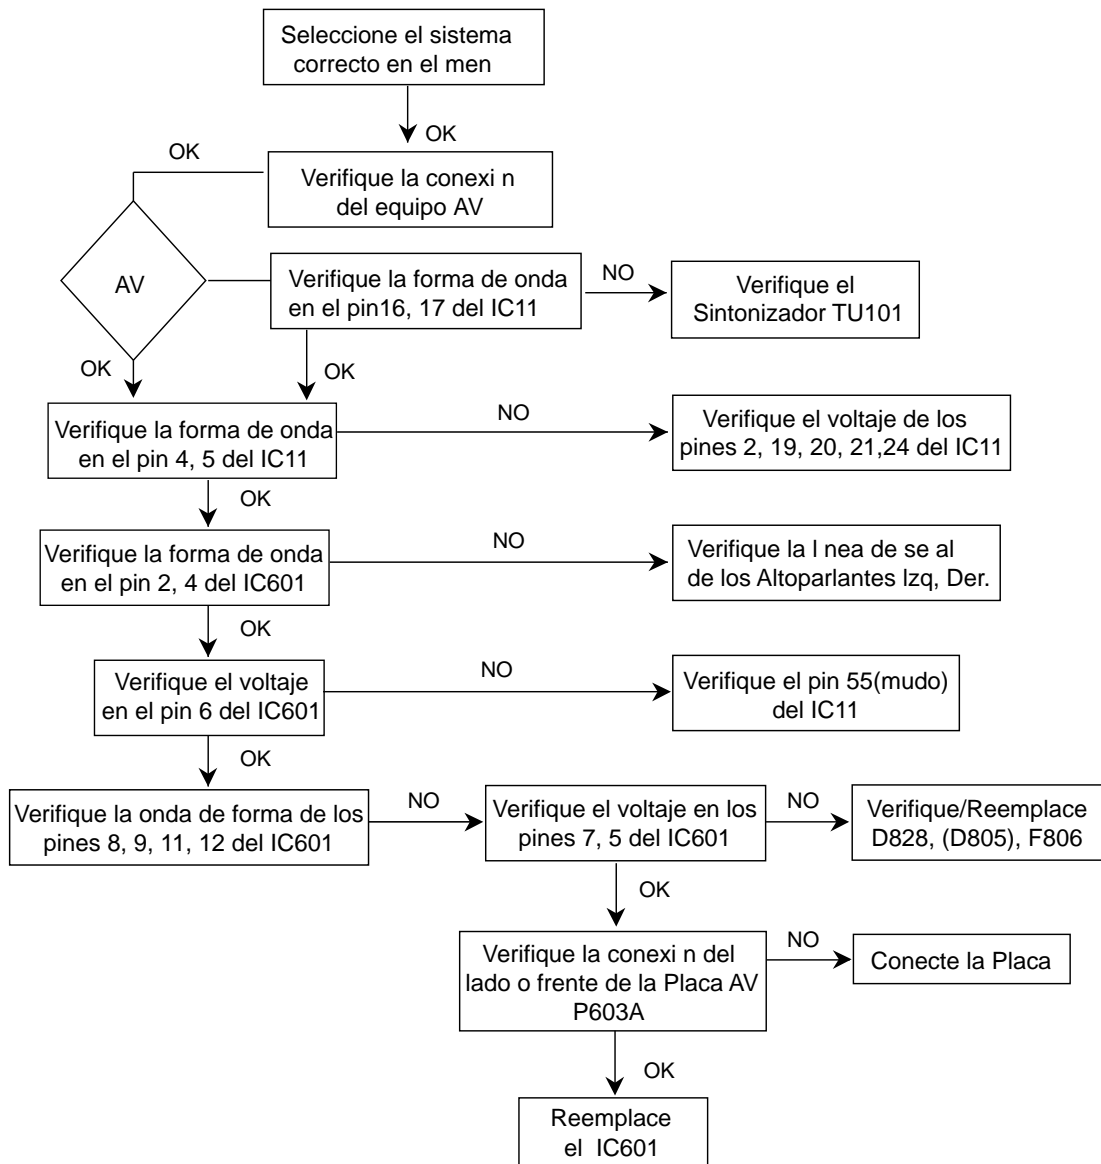 Seleccione el sistema
correcto en el men
OK
OK
Verifique la conexi n
del equipo AV
AV
Verifique la forma de onda
en el pin16, 17 del IC11
NO
Verifique el
Sintonizador TU101
OK
OK
Verifique la forma de onda
en el pin 4, 5 del IC11
NO
Verifique el voltaje de los
pines 2, 19, 20, 21,24 del IC11
OK
Verifique la forma de onda
en el pin 2, 4 del IC601
NO
Verifique la l nea de se al
de los Altoparlantes Izq, Der.
OK
Verifique el voltaje
en el pin 6 del IC601
NO
Verifique el pin 55(mudo)
del IC11
OK
Verifique la onda de forma de los
pines 8, 9, 11, 12 del IC601
NO
Verifique el voltaje en los
pines 7, 5 del IC601
NO
Verifique/Reemplace
D828, (D805), F806
OK
Verifique la conexi n del
lado o frente de la Placa AV
P603A
NO
Conecte la Placa
OK
Reemplace
el IC601